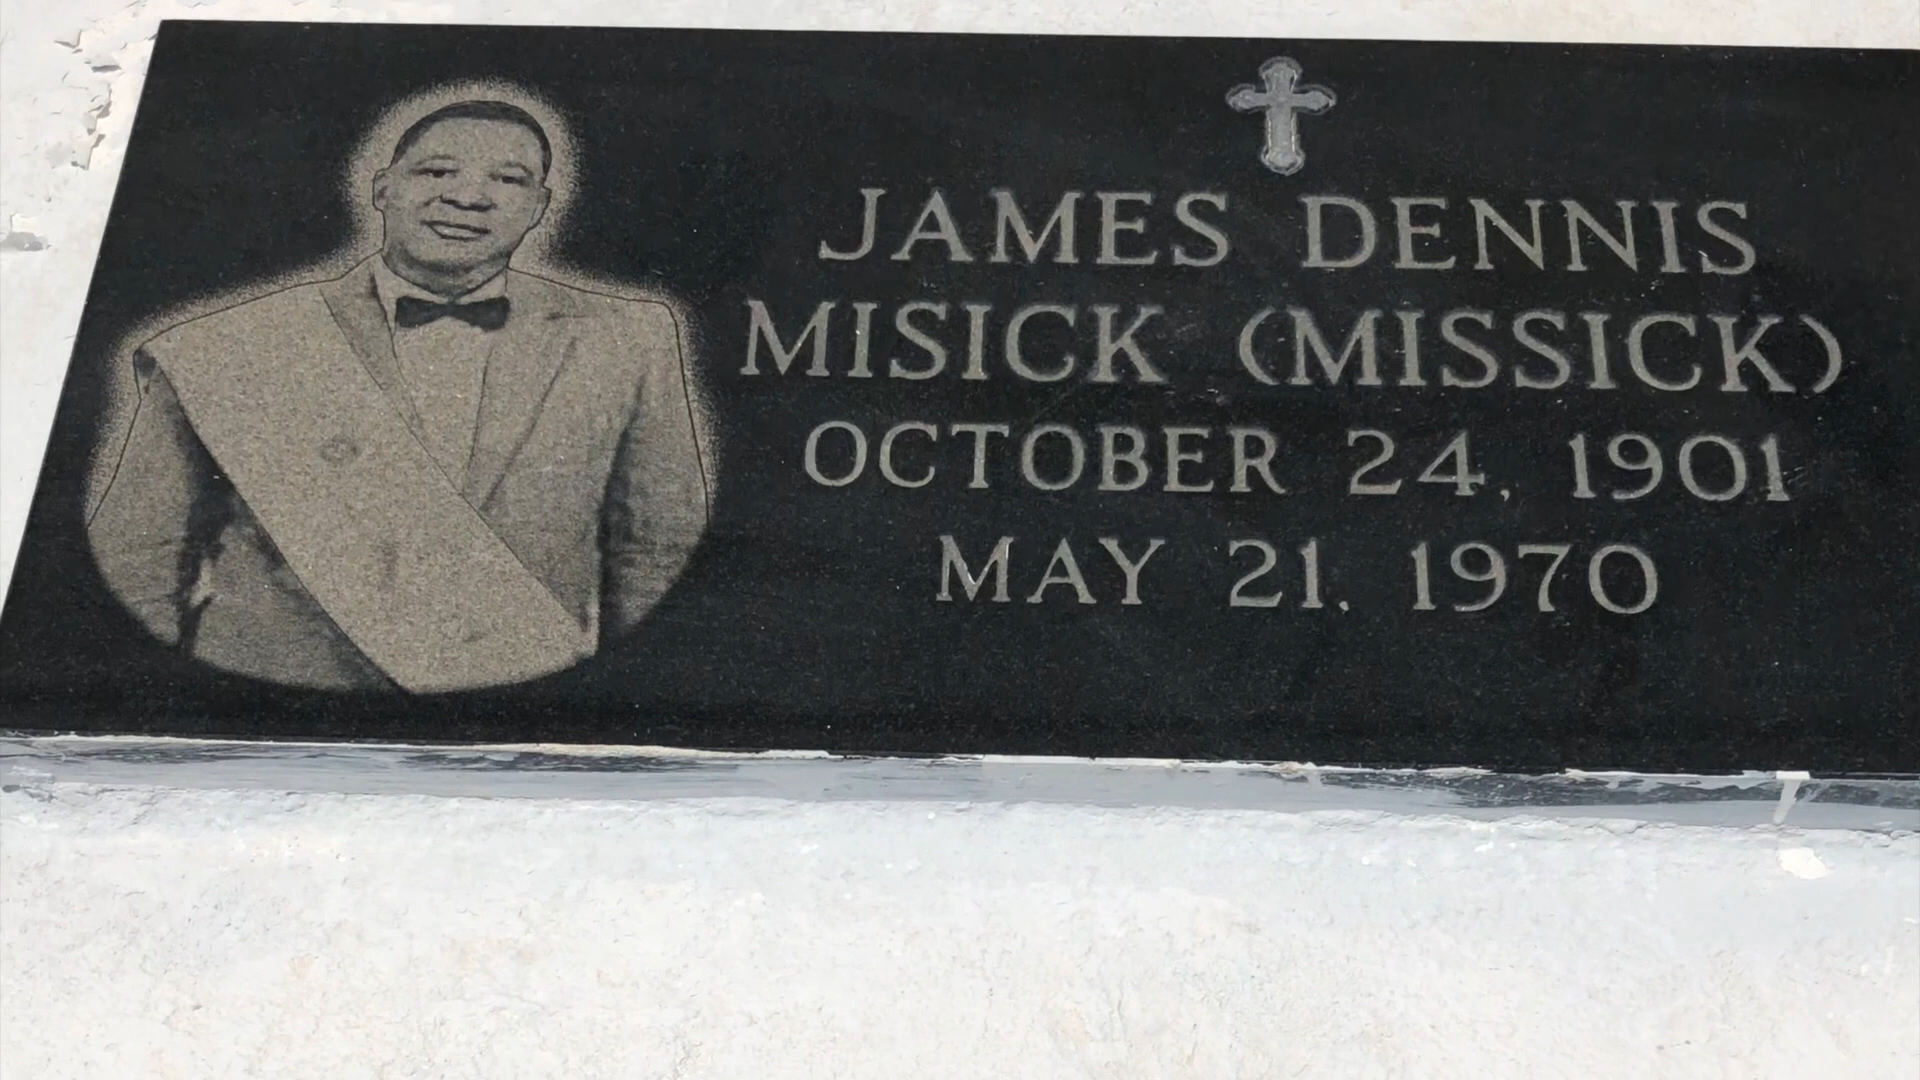 JAMES DENNIS
MISICK (MISSICK)
OCTOBER 24, 1901
MAY 21, 1970